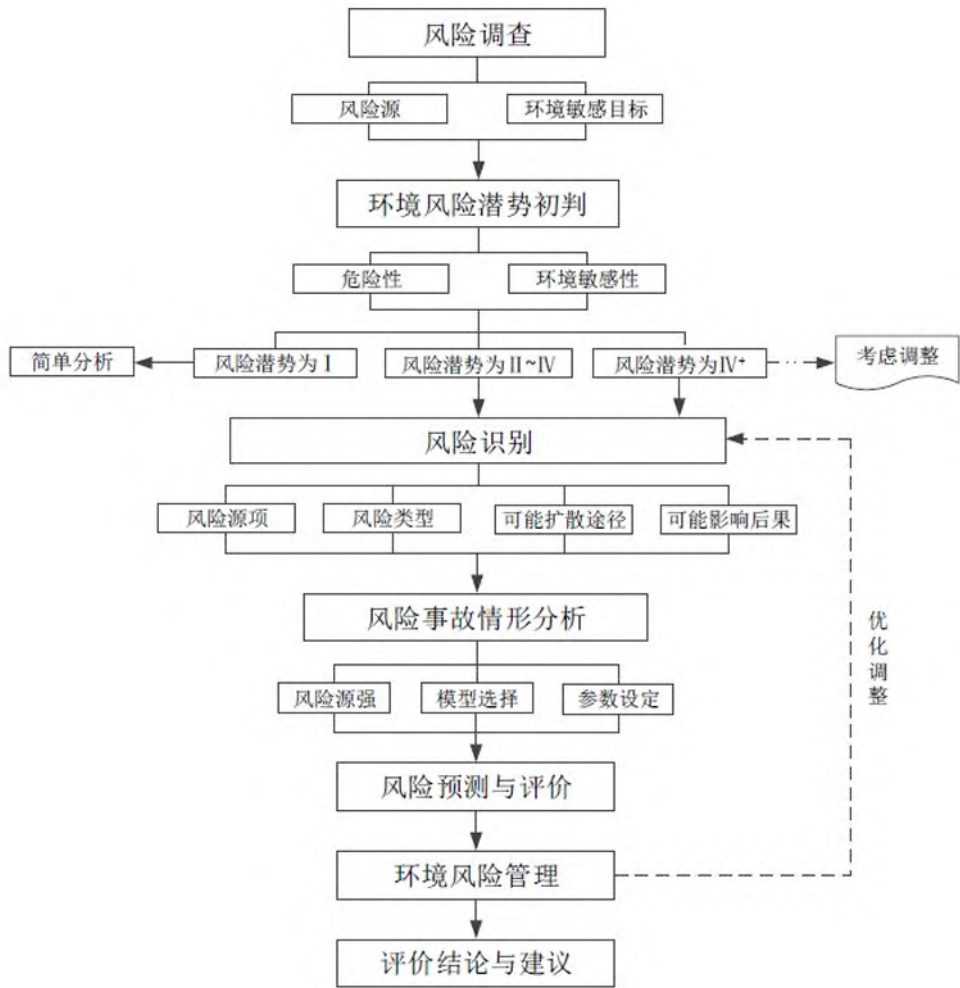 风险调查
风险源
环境敏感目标
环境风险潜势初判
危险性
环境敏感性
简单分析
风险潜势为Ⅰ
风险潜势为Ⅱ~Ⅳ
风险潜势为Ⅳ⁺
考虑调整
风险识别
风险源项
风险类型
可能扩散途径
可能影响后果
风险事故情形分析
优化调整
风险源强
模型选择
参数设定
风险预测与评价
环境风险管理
评价结论与建议